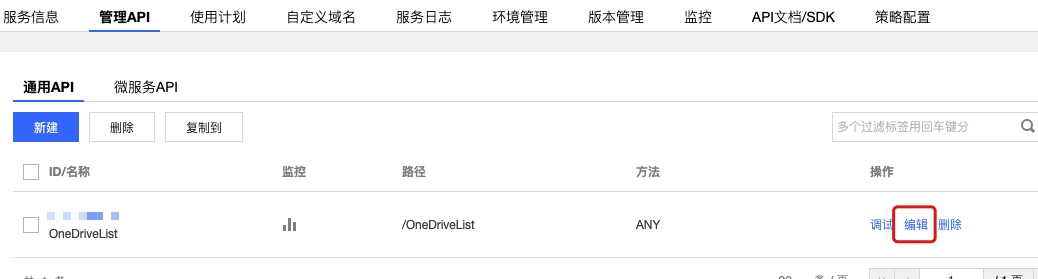 服务信息 管理API 使用计划 自定义域名 服务日志 环境管理 版本管理 监控 API文档/SDK 策略配置
通用API 微服务API
新建 删除 复制到 多个过滤标签用回车键分
ID/名称 监控 路径 方法 操作
/OneDriveList ANY 调试 编辑 删除
OneDriveList